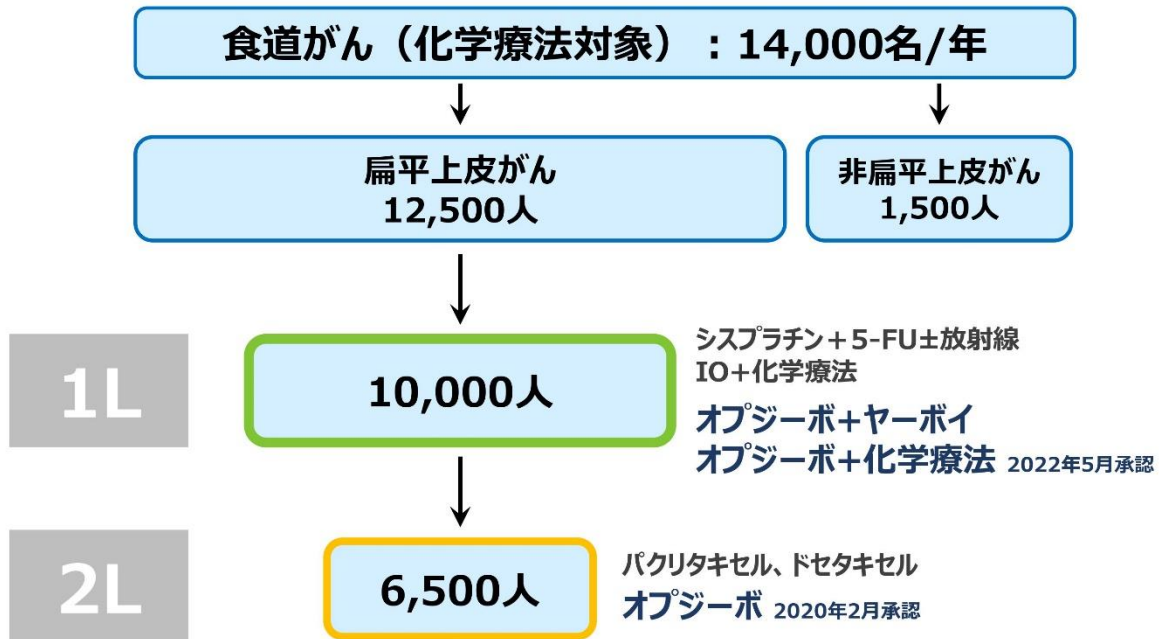 食道がん（化学療法対象）：14,000名/年
扁平上皮がん
12,500人
非扁平上皮がん
1,500人
1L
10,000人
シスプラチン＋5-FU±放射線
IO＋化学療法
オプジーボ＋ヤーボイ
オプジーボ＋化学療法 2022年5月承認
2L
6,500人
パクリタキセル、ドセタキセル
オプジーボ 2020年2月承認